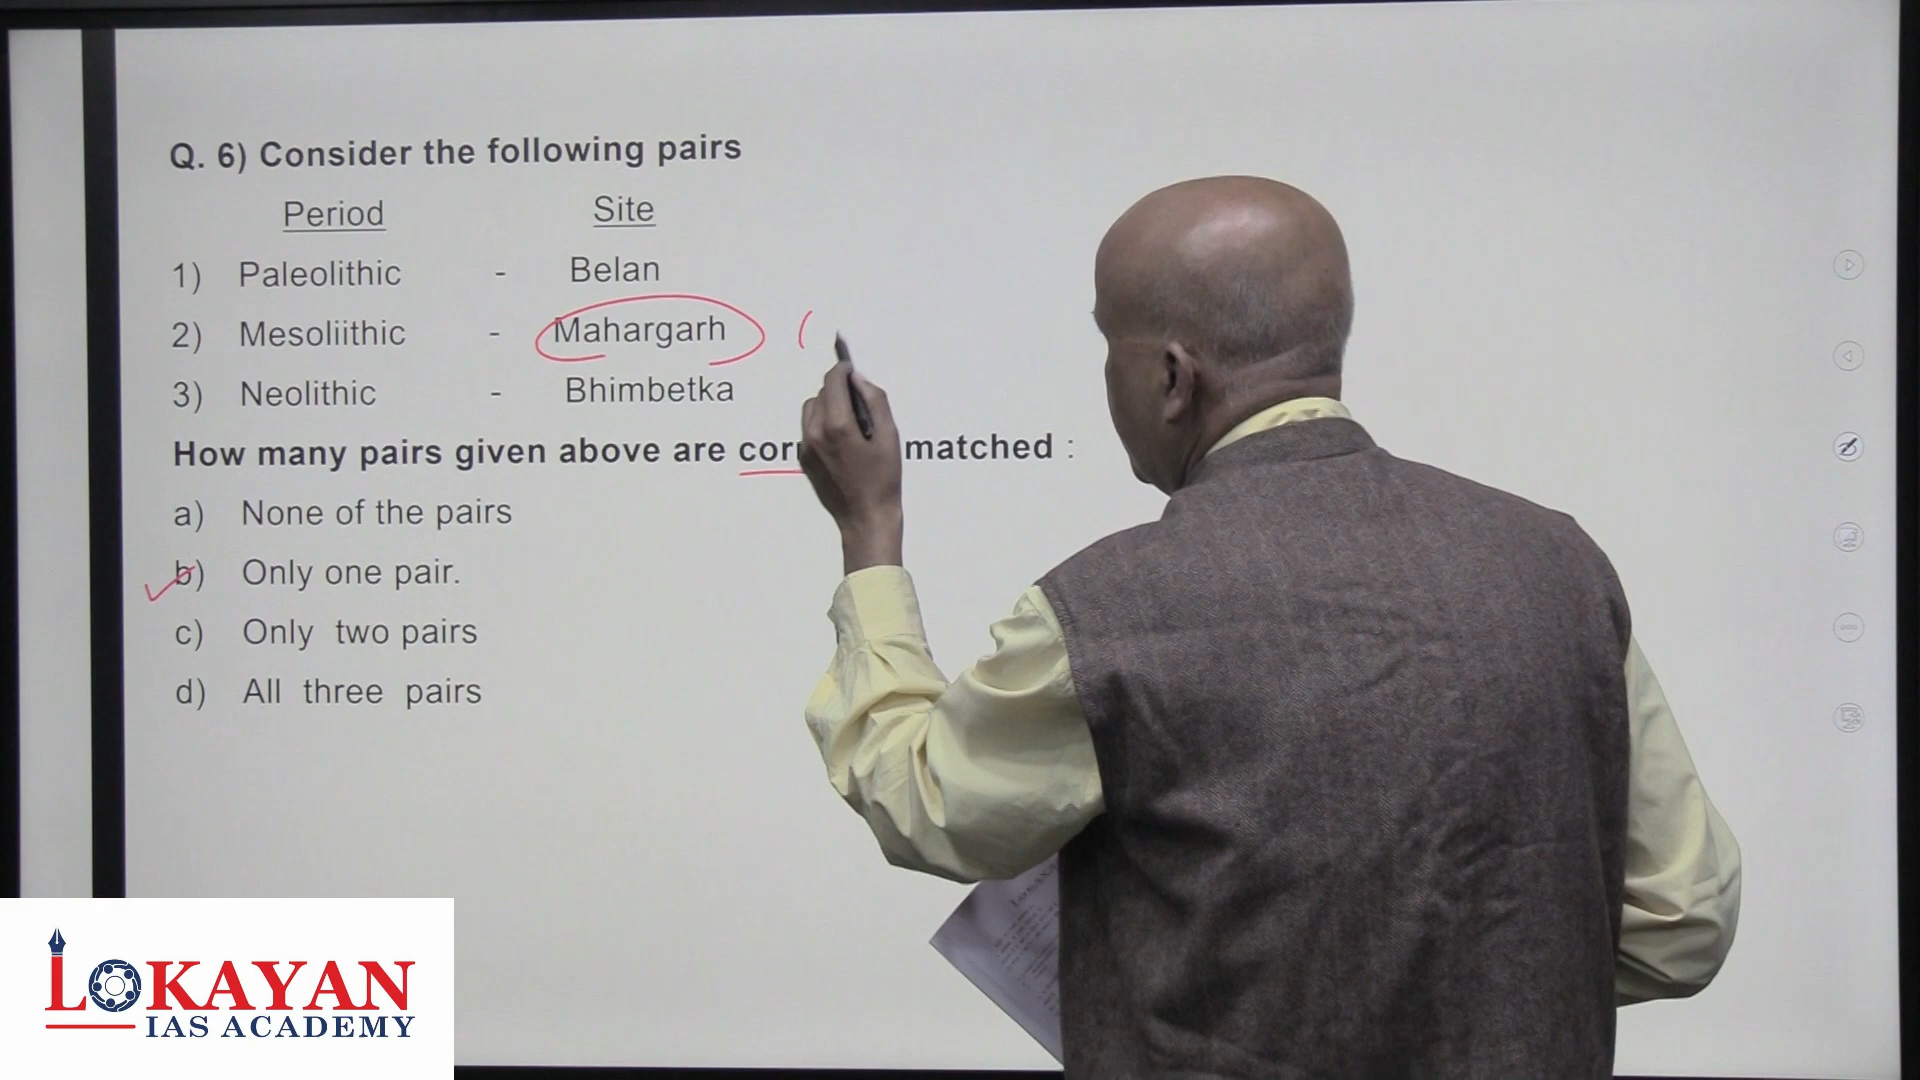 Q. 6) Consider the following pairs
Period Site
1) Paleolithic - Belan
2) Mesoliithic - Mahargarh (
3) Neolithic - Bhimbetka
How many pairs given above are matched :
a) None of the pairs
b) Only one pair.
c) Only two pairs
d) All three pairs
LOKAYAN
IAS ACADEMY